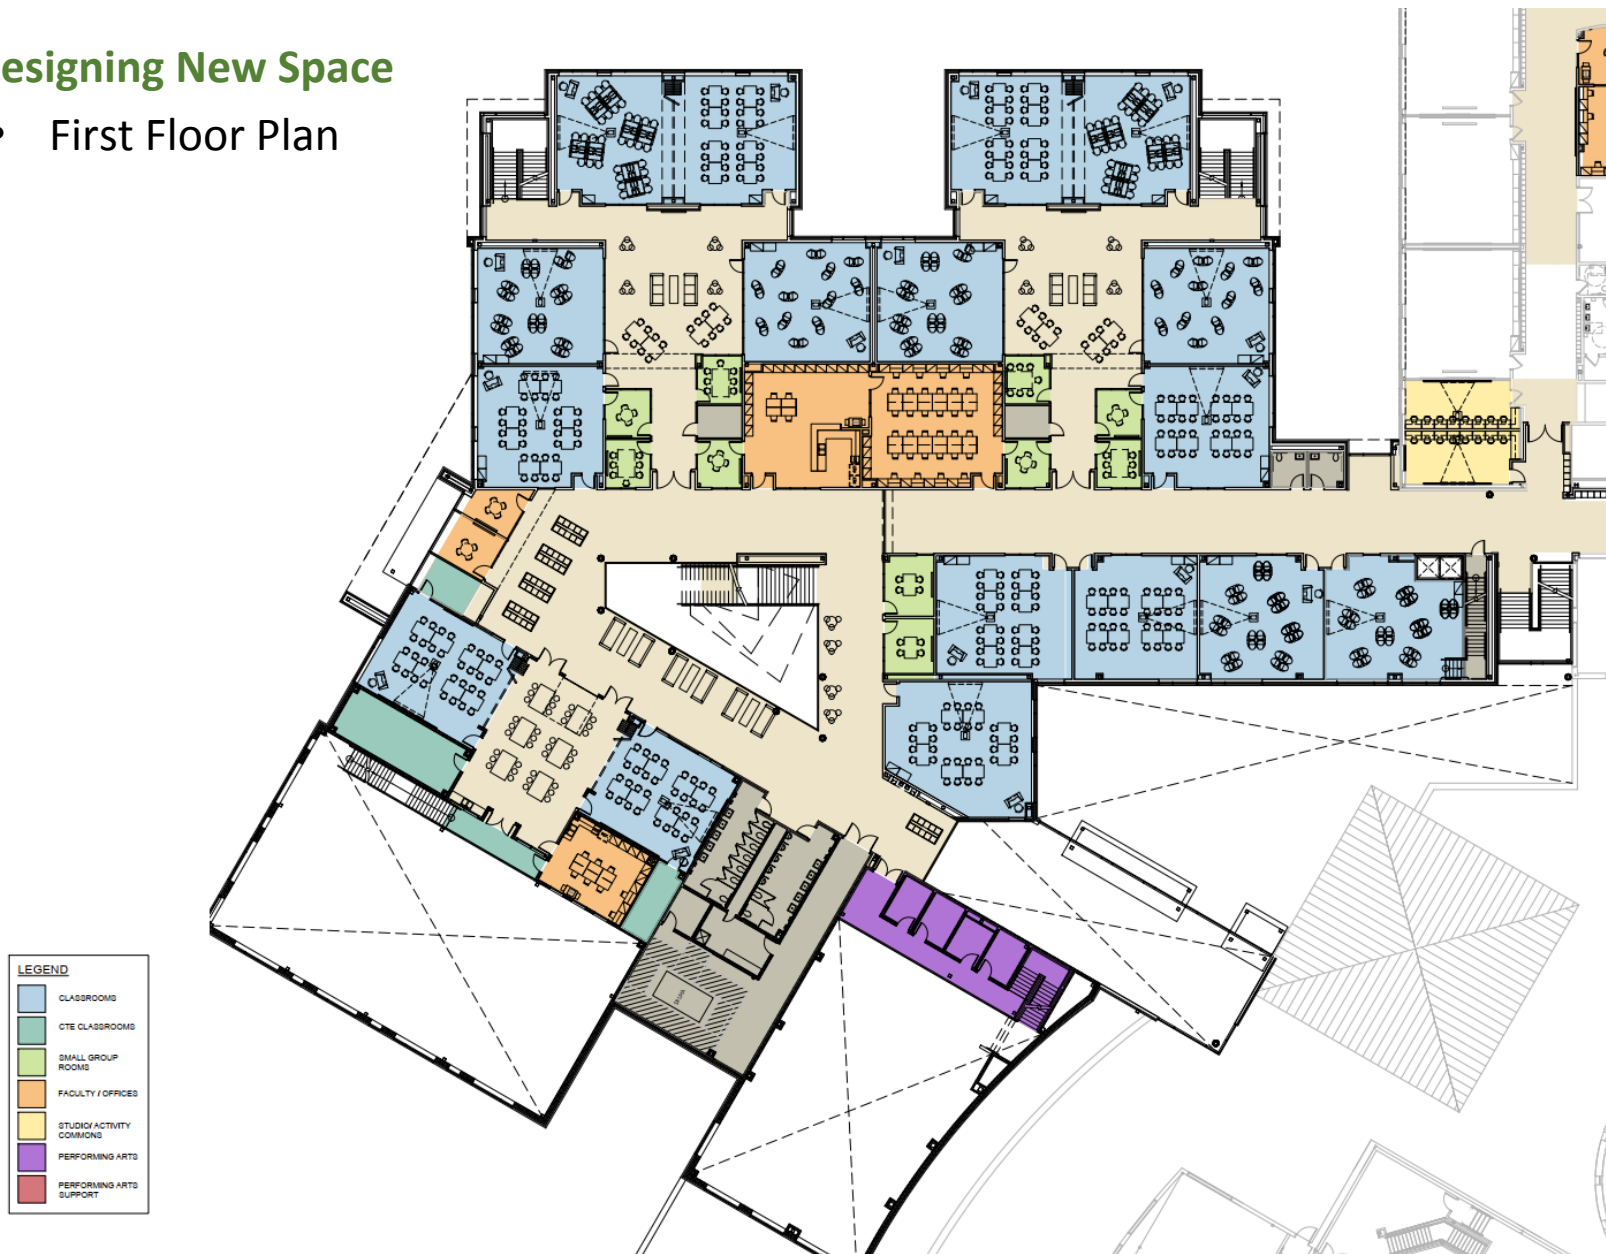 esigning New Space
• First Floor Plan
LEGEND
CLASSROOMS
CTE CLASSROOMS
SMALL GROUP
ROOMS
FACULTY / OFFICES
STUDIO/ ACTIVITY
COMMONS
PERFORMING ARTS
PERFORMING ARTS
SUPPORT